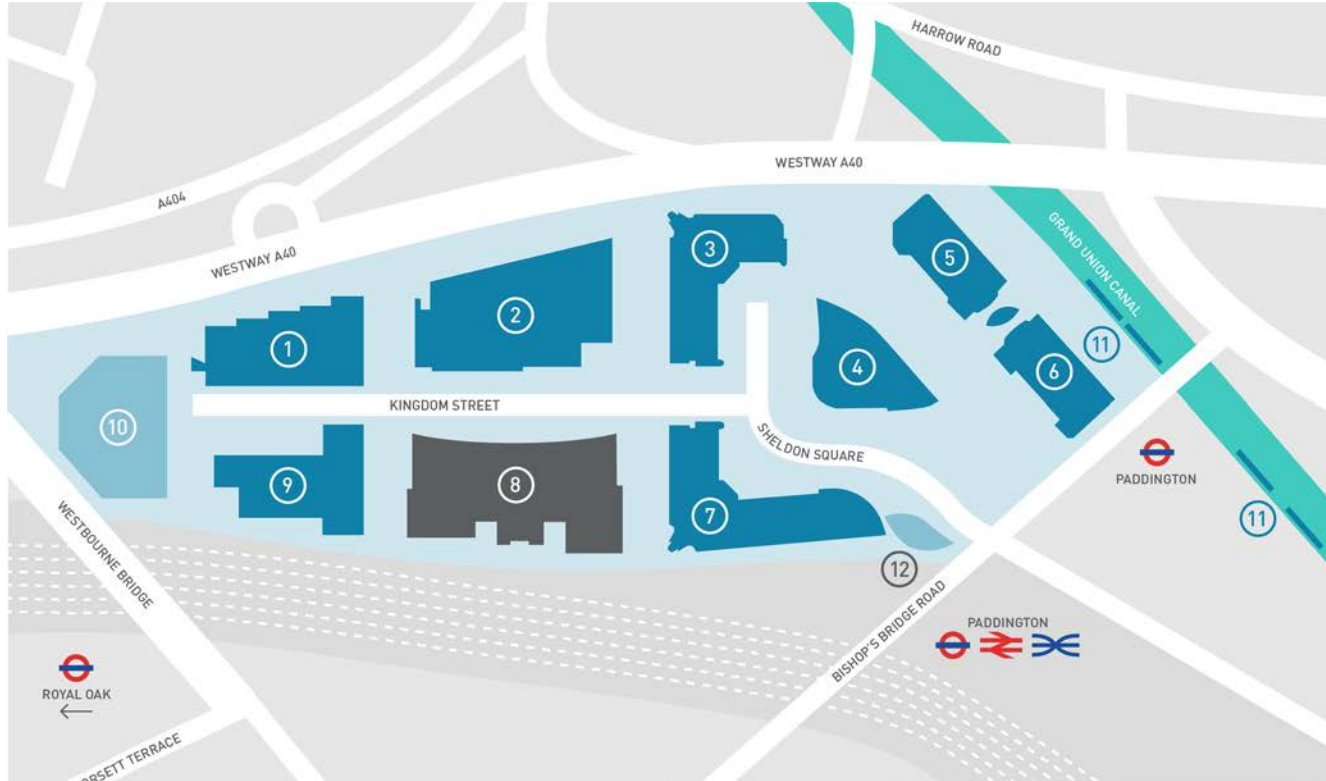 HARROW ROAD
WESTWAY A40
A404
WESTWAY A40
GRAND UNION CANAL
3
5
2
1
11
4
6
KINGDOM STREET
10
SHELDON SQUARE
PADDINGTON
9
8
7
11
12
WESTBOURNE BRIDGE
BISHOP'S BRIDGE ROAD
PADDINGTON
ROYAL OAK
ORSETT TERRACE